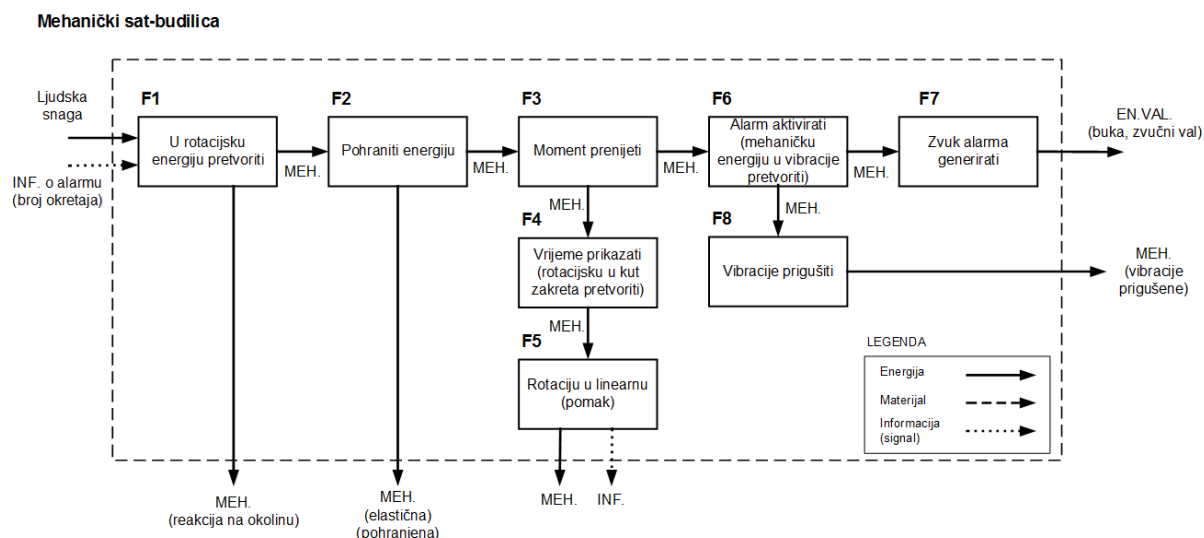 Mehanički sat-budilica
Ljudska
snaga
INF. o alarmu
(broj okretaja)
F1
U rotacijsku
energiju pretvoriti
MEH.
F2
Pohraniti energiju
MEH.
F3
Moment prenijeti
MEH.
F6
Alarm aktivirati
(mehaničku
energiju u vibracije
pretvoriti)
MEH.
F7
Zvuk alarma
generirati
EN.VAL.
(buka, zvučni val)
MEH.
F4
Vrijeme prikazati
(rotacijsku u kut
zakreta pretvoriti)
MEH.
F8
Vibracije prigušiti
MEH.
(vibracije
prigušene)
MEH.
F5
Rotaciju u linearnu
(pomak)
LEGENDA
Energija
Materijal
Informacija
(signal)
MEH.
(reakcija na okolinu)
MEH.
(elastična)
(pohranjena)
MEH.
INF.